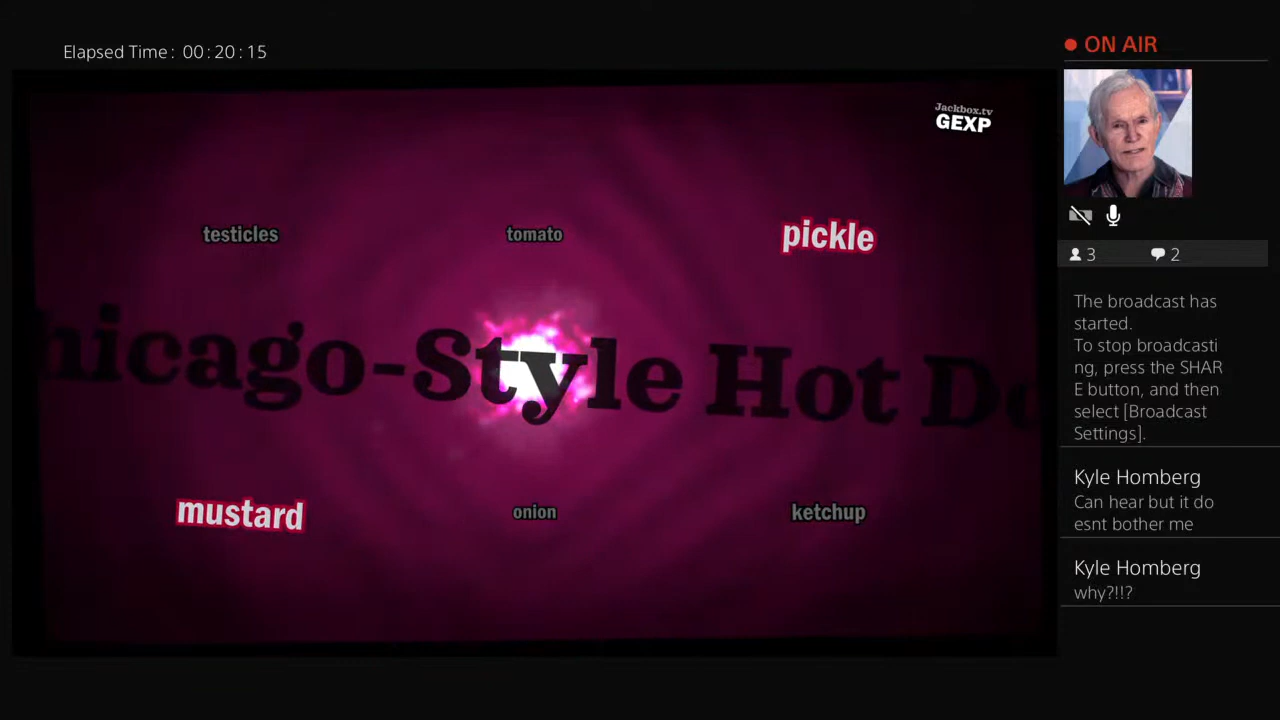 Elapsed Time: 00:20:15
ON AIR
Jackbox.tv
GEXP
testicles
tomato
pickle
hicago-Style Hot Do
mustard
onion
ketchup
3
2
The broadcast has
started.
To stop broadcasti
ng, press the SHAR
E button, and then
select [Broadcast
Settings].
Kyle Homberg
Can hear but it do
esnt bother me
Kyle Homberg
why?!!?